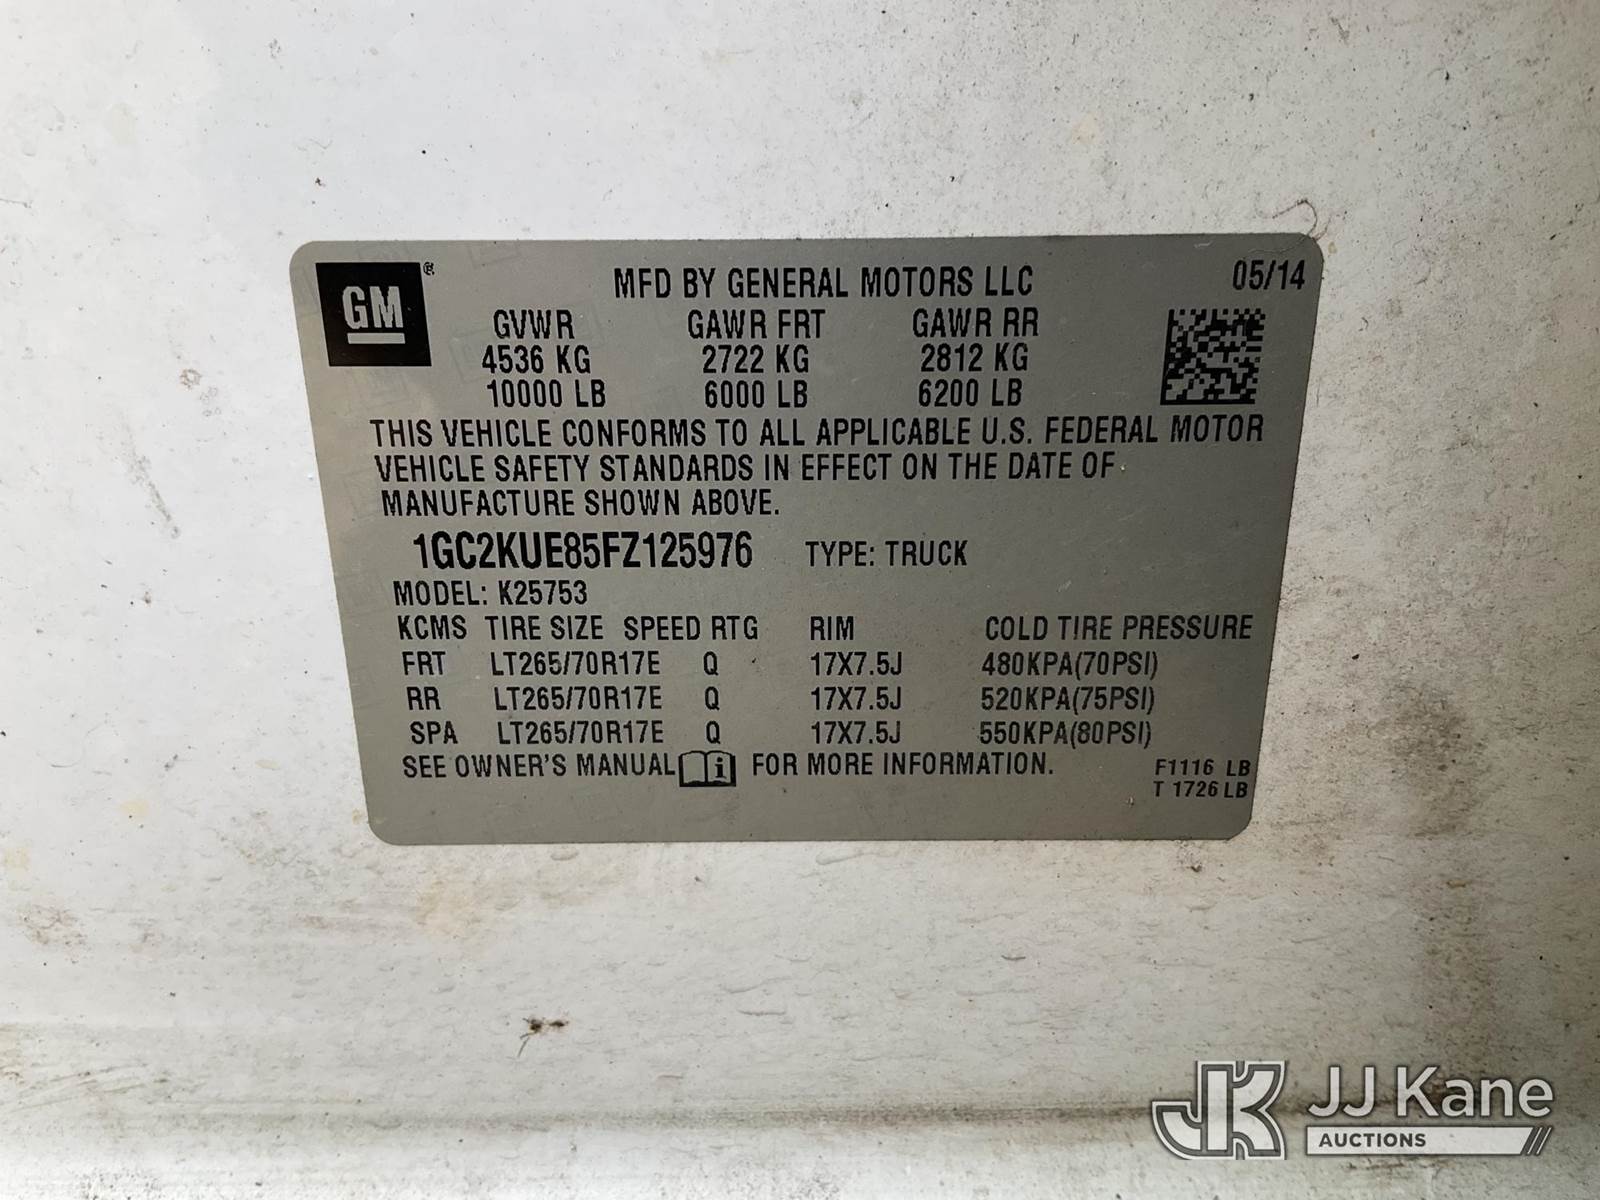 GM ® MFD BY GENERAL MOTORS LLC 05/14
GVWR GAWR FRT GAWR RR
4536 KG 2722 KG 2812 KG
10000 LB 6000 LB 6200 LB
THIS VEHICLE CONFORMS TO ALL APPLICABLE U.S. FEDERAL MOTOR
VEHICLE SAFETY STANDARDS IN EFFECT ON THE DATE OF
MANUFACTURE SHOWN ABOVE.
1GC2KUE85FZ125976 TYPE: TRUCK
MODEL: K25753
KCMS TIRE SIZE SPEED RTG RIM COLD TIRE PRESSURE
FRT LT265/70R17E Q 17X7.5J 480KPA(70PSI)
RR LT265/70R17E Q 17X7.5J 520KPA(75PSI)
SPA LT265/70R17E Q 17X7.5J 550KPA(80PSI)
SEE OWNER'S MANUAL i FOR MORE INFORMATION. F1116 LB
T 1726 LB
JK JJ Kane
AUCTIONS